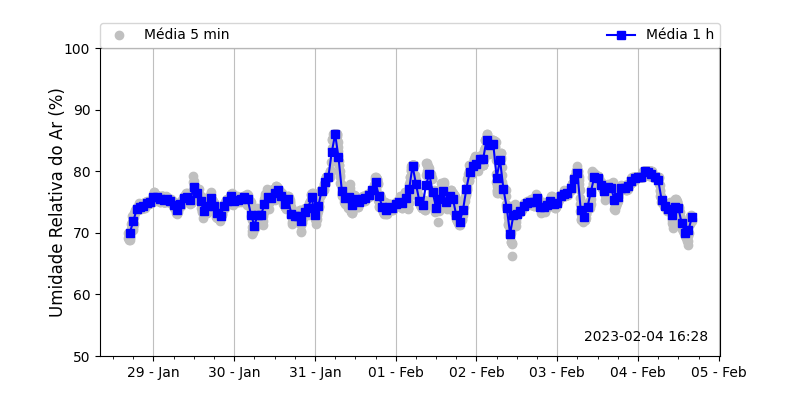 Média 5 min
Média 1 h
100
90
80
70
60
50
Umidade Relativa do Ar (%)
2023-02-04 16:28
29 - Jan
30 - Jan
31 - Jan
01 - Feb
02 - Feb
03 - Feb
04 - Feb
05 - Feb